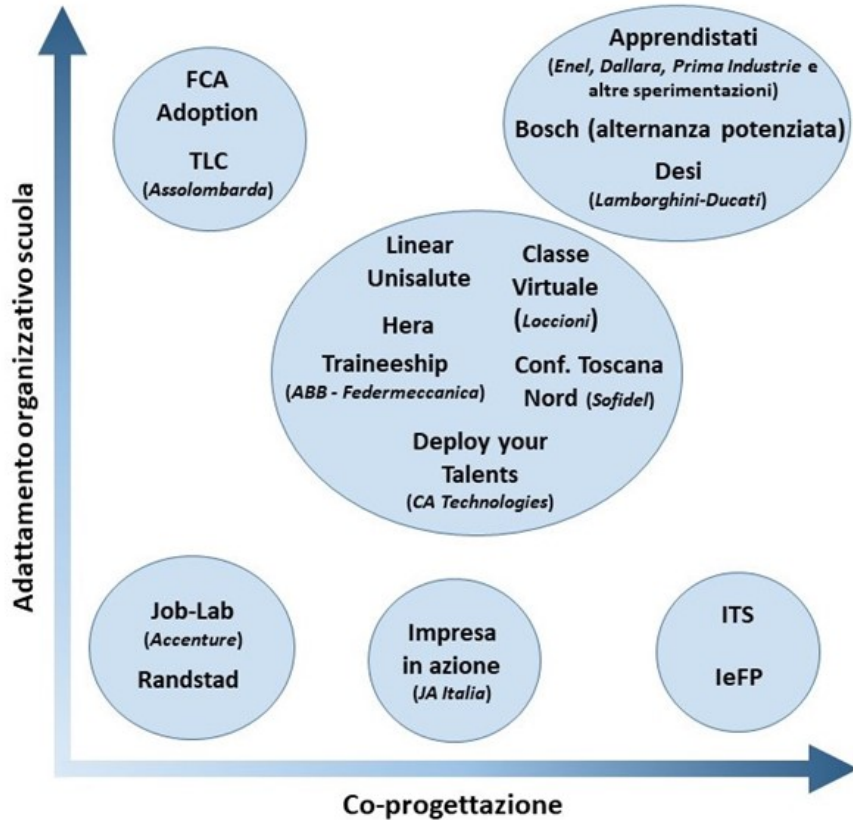 Adattamento organizzativo scuola
FCA
Adoption
TLC
(Assolombarda)
Apprendistati
(Enel, Dallara, Prima Industrie e
altre sperimentazioni)
Bosch (alternanza potenziata)
Desi
(Lamborghini-Ducati)
Linear
Unisalute
Hera
Traineeship
(ABB - Federmeccanica)
Classe
Virtuale
(Loccioni)
Conf. Toscana
Nord (Sofidel)
Deploy your
Talents
(CA Technologies)
Job-Lab
(Accenture)
Randstad
Impresa
in azione
(JA Italia)
ITS
IeFP
Co-progettazione